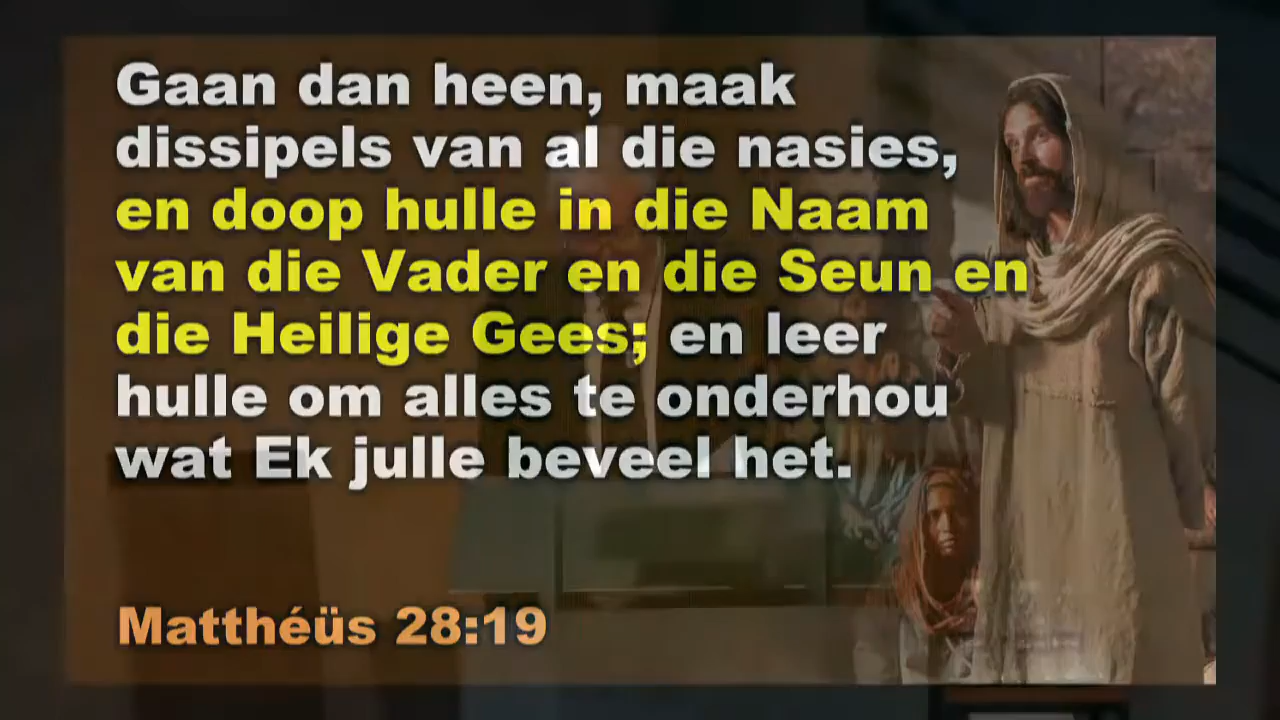 Gaan dan heen, maak
dissipels van al die nasies,
en doop hulle in die Naam
van die Vader en die Seun en
die Heilige Gees; en leer
hulle om alles te onderhou
wat Ek julle beveel het.
Matthéüs 28:19